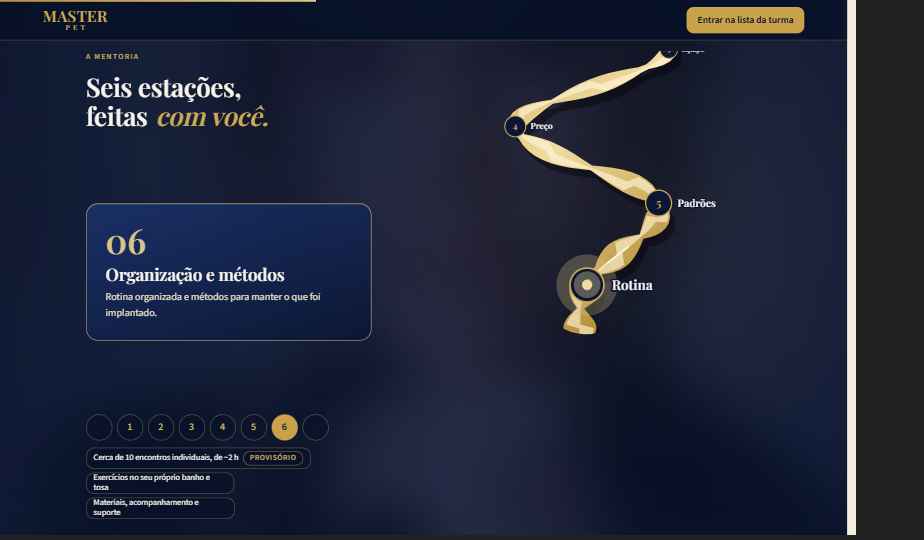 MASTER
PET
Entrar na lista da turma
A MENTORIA
Seis estações,
feitas com você.
4 Preço
5 Padrões
Rotina
06
Organização e métodos
Rotina organizada e métodos para manter o que foi
implantado.
1 2 3 4 5 6
Cerca de 10 encontros individuais, de ~2 h PROVISÓRIO
Exercícios no seu próprio banho e
tosa
Materiais, acompanhamento e
suporte